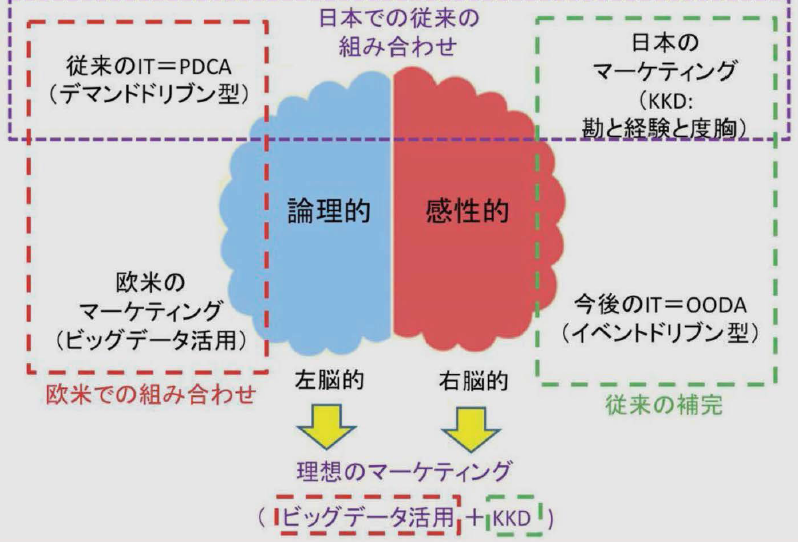 日本での従来の
組み合わせ
従来のIT＝PDCA
（デマンドドリブン型）
日本の
マーケティング
（KKD:
勘と経験と度胸）
論理的
感性的
欧米の
マーケティング
（ビッグデータ活用）
今後のIT＝OODA
（イベントドリブン型）
欧米での組み合わせ
左脳的
右脳的
従来の補完
理想のマーケティング
（ビッグデータ活用＋KKD）